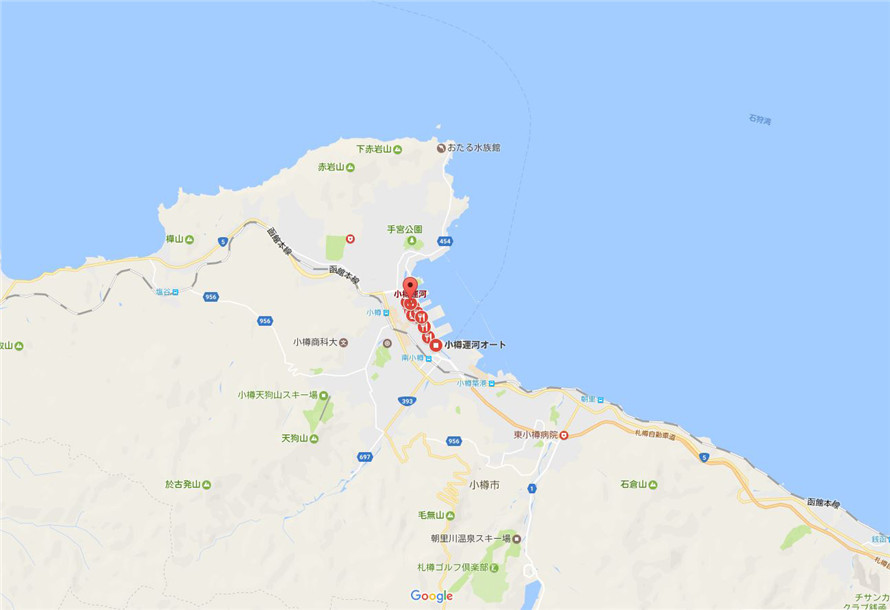 石狩湾
下赤岩山
おたる水族館
赤岩山
手宮公園
樺山
5
函館本線
454
函館本線
塩谷
956
小樽運河
小樽
956
小樽商科大
小樽運河オート
南小樽
小樽築港
小樽天狗山スキー場
393
朝里
天狗山
956
東小樽病院
札樽自動車道
697
5
於古発山
小樽市
1
石倉山
函館本線
毛無山
朝里川温泉スキー場
札樽ゴルフ倶楽部
Google
チサンカ
クラブ銭函